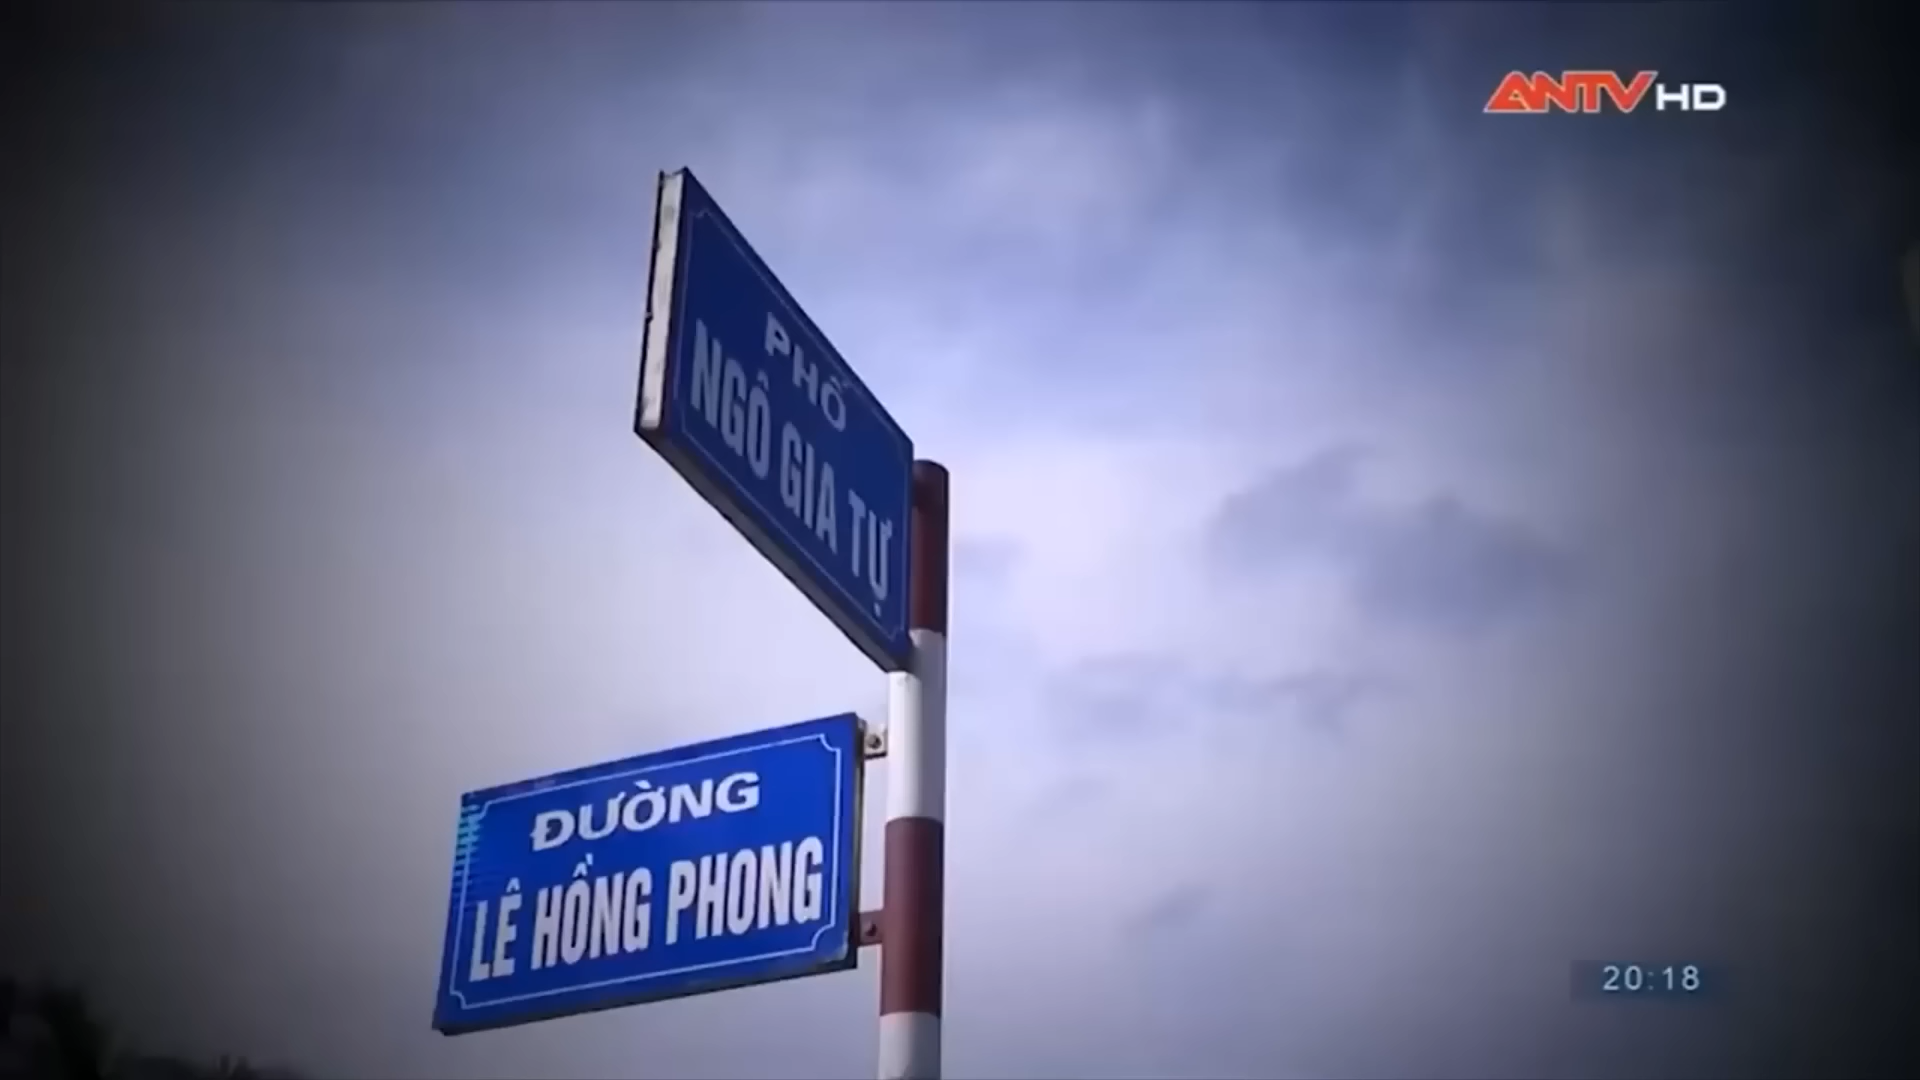 ANTV HD
PHỐ
NGÔ GIA TỰ
ĐƯỜNG
LÊ HỒNG PHONG
20:18